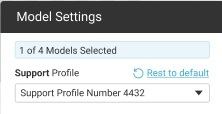 Model Settings
1 of 4 Models Selected
Support Profile Rest to default
Support Profile Number 4432